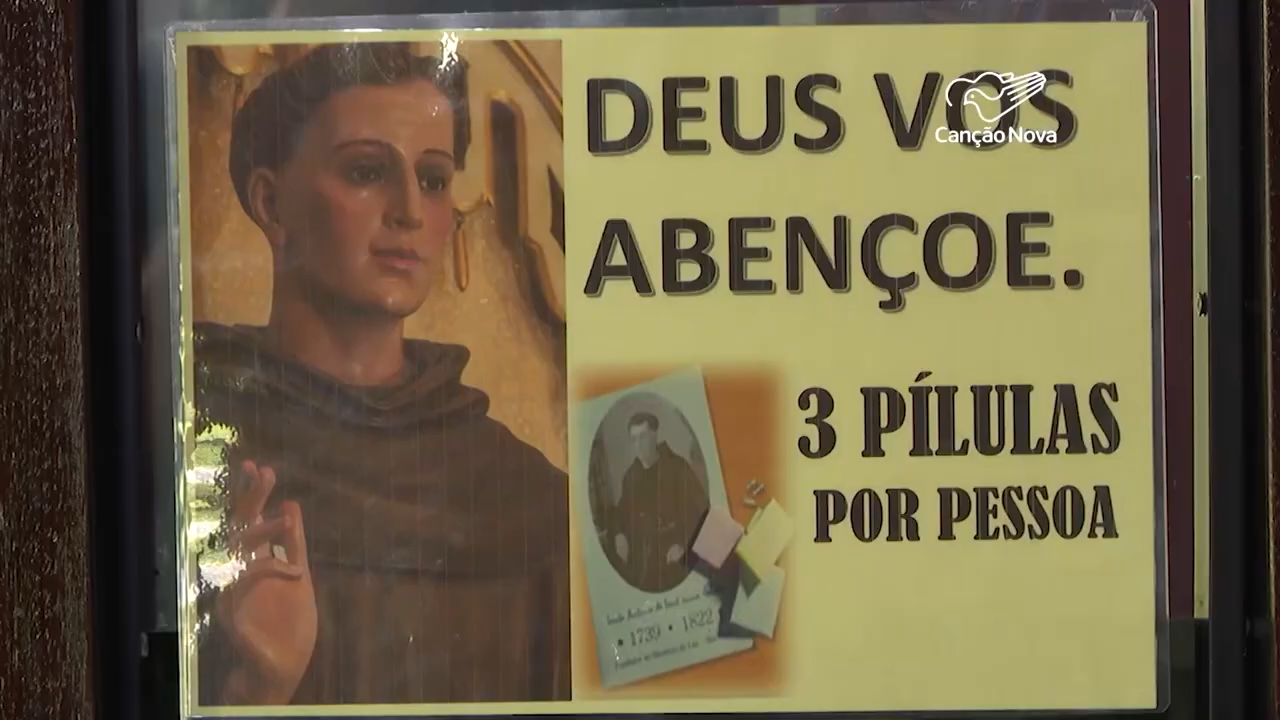 DEUS VOS
Canção Nova
ABENÇOE.
3 PÍLULAS
POR PESSOA
• 1739 • 1822